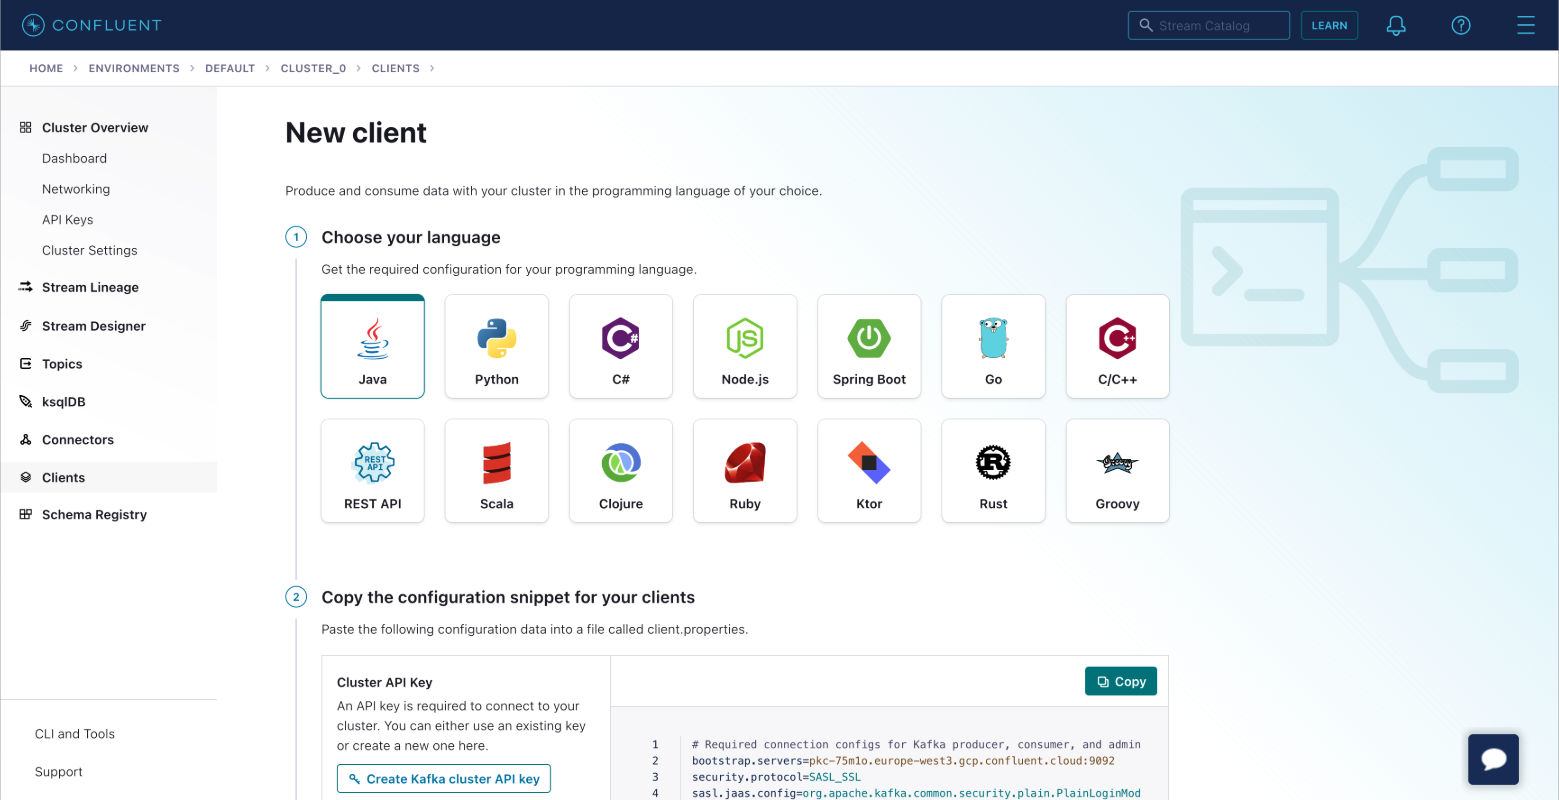 CONFLUENT
Stream Catalog
LEARN
HOME > ENVIRONMENTS > DEFAULT > CLUSTER_0 > CLIENTS >
Cluster Overview
Dashboard
Networking
API Keys
Cluster Settings
Stream Lineage
Stream Designer
Topics
ksqlDB
Connectors
Clients
Schema Registry
CLI and Tools
Support
New client
Produce and consume data with your cluster in the programming language of your choice.
1 Choose your language
Get the required configuration for your programming language.
Java
Python
C#
C#
JS
Node.js
Spring Boot
Go
C++
C/C++
REST
API
REST API
Scala
Clojure
Ruby
Ktor
R
Rust
Groovy
Groovy
2 Copy the configuration snippet for your clients
Paste the following configuration data into a file called client.properties.
Cluster API Key
An API key is required to connect to your
cluster. You can either use an existing key
or create a new one here.
Create Kafka cluster API key
Copy
1 # Required connection configs for Kafka producer, consumer, and admin
2 bootstrap.servers=pkc-75m1o.europe-west3.gcp.confluent.cloud:9092
3 security.protocol=SASL_SSL
4 sasl.jaas.config=org.apache.kafka.common.security.plain.PlainLoginMod